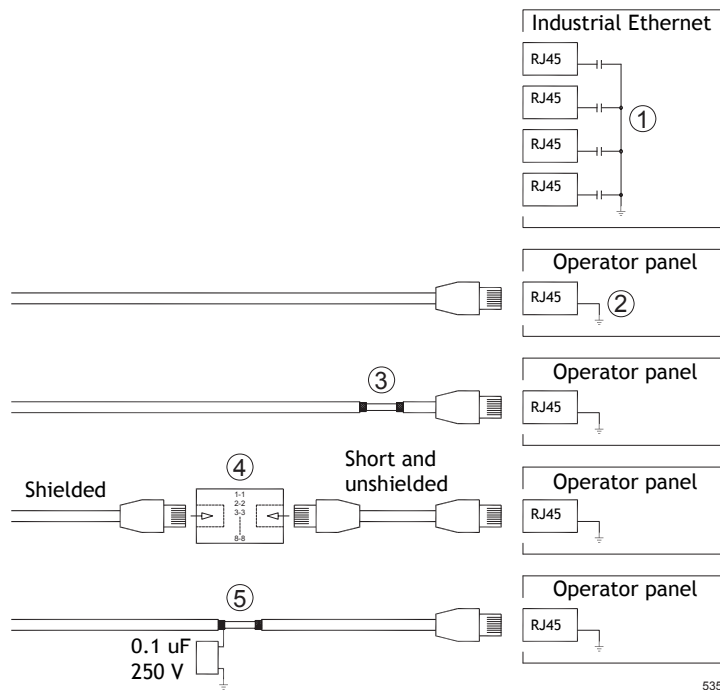 Industrial Ethernet
RJ45
RJ45
RJ45
RJ45
1
Operator panel
RJ45
2
Operator panel
3
RJ45
Operator panel
4
Short and
unshielded
Shielded
1-1
2-2
3-3
8-8
RJ45
Operator panel
5
RJ45
0.1 uF
250 V
535